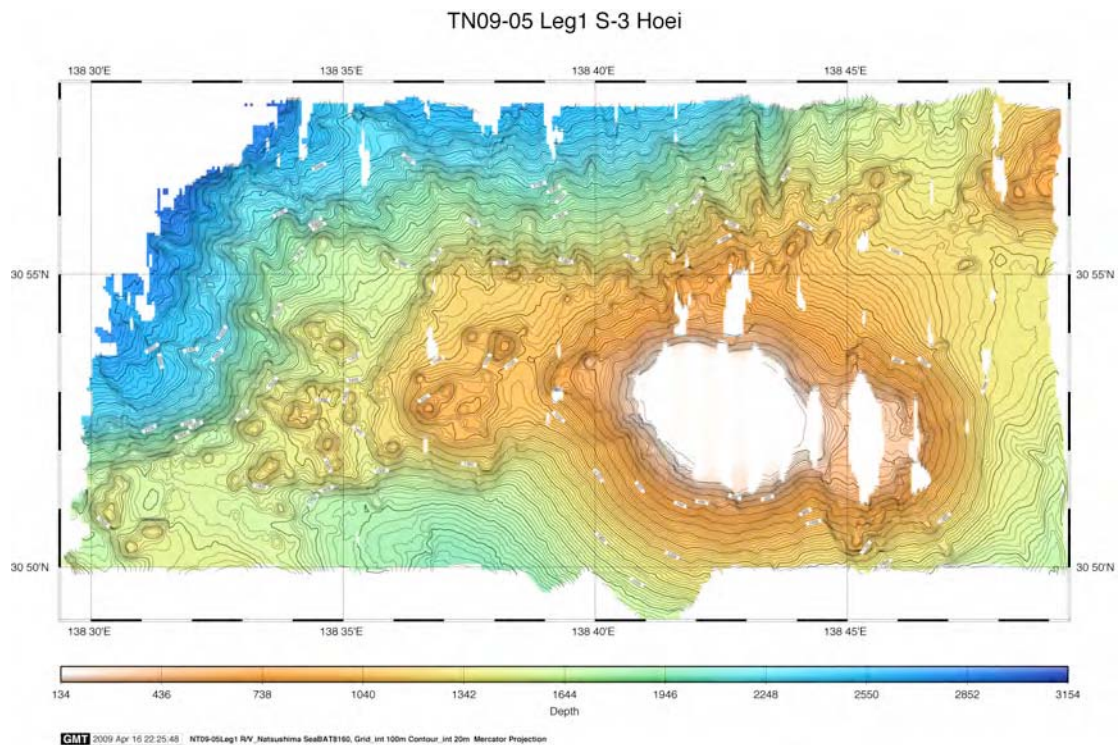 TN09-05 Leg1 S-3 Hoei
138 30'E 138 35' 138 40' 138 45'
30 55'N 30 55'N
30 50'N 30 50'N
138 30'E 138 35' 138 40' 138 45'
134 436 738 1040 1342 1644 1946 2248 2550 2852 3154
Depth
GMT 2009 Apr 16 22:25:48 NT09-05Leg1 R/V_Natsushima SeaBAT8160, Grid_int 100m Contour_int 20m Mercator Projection